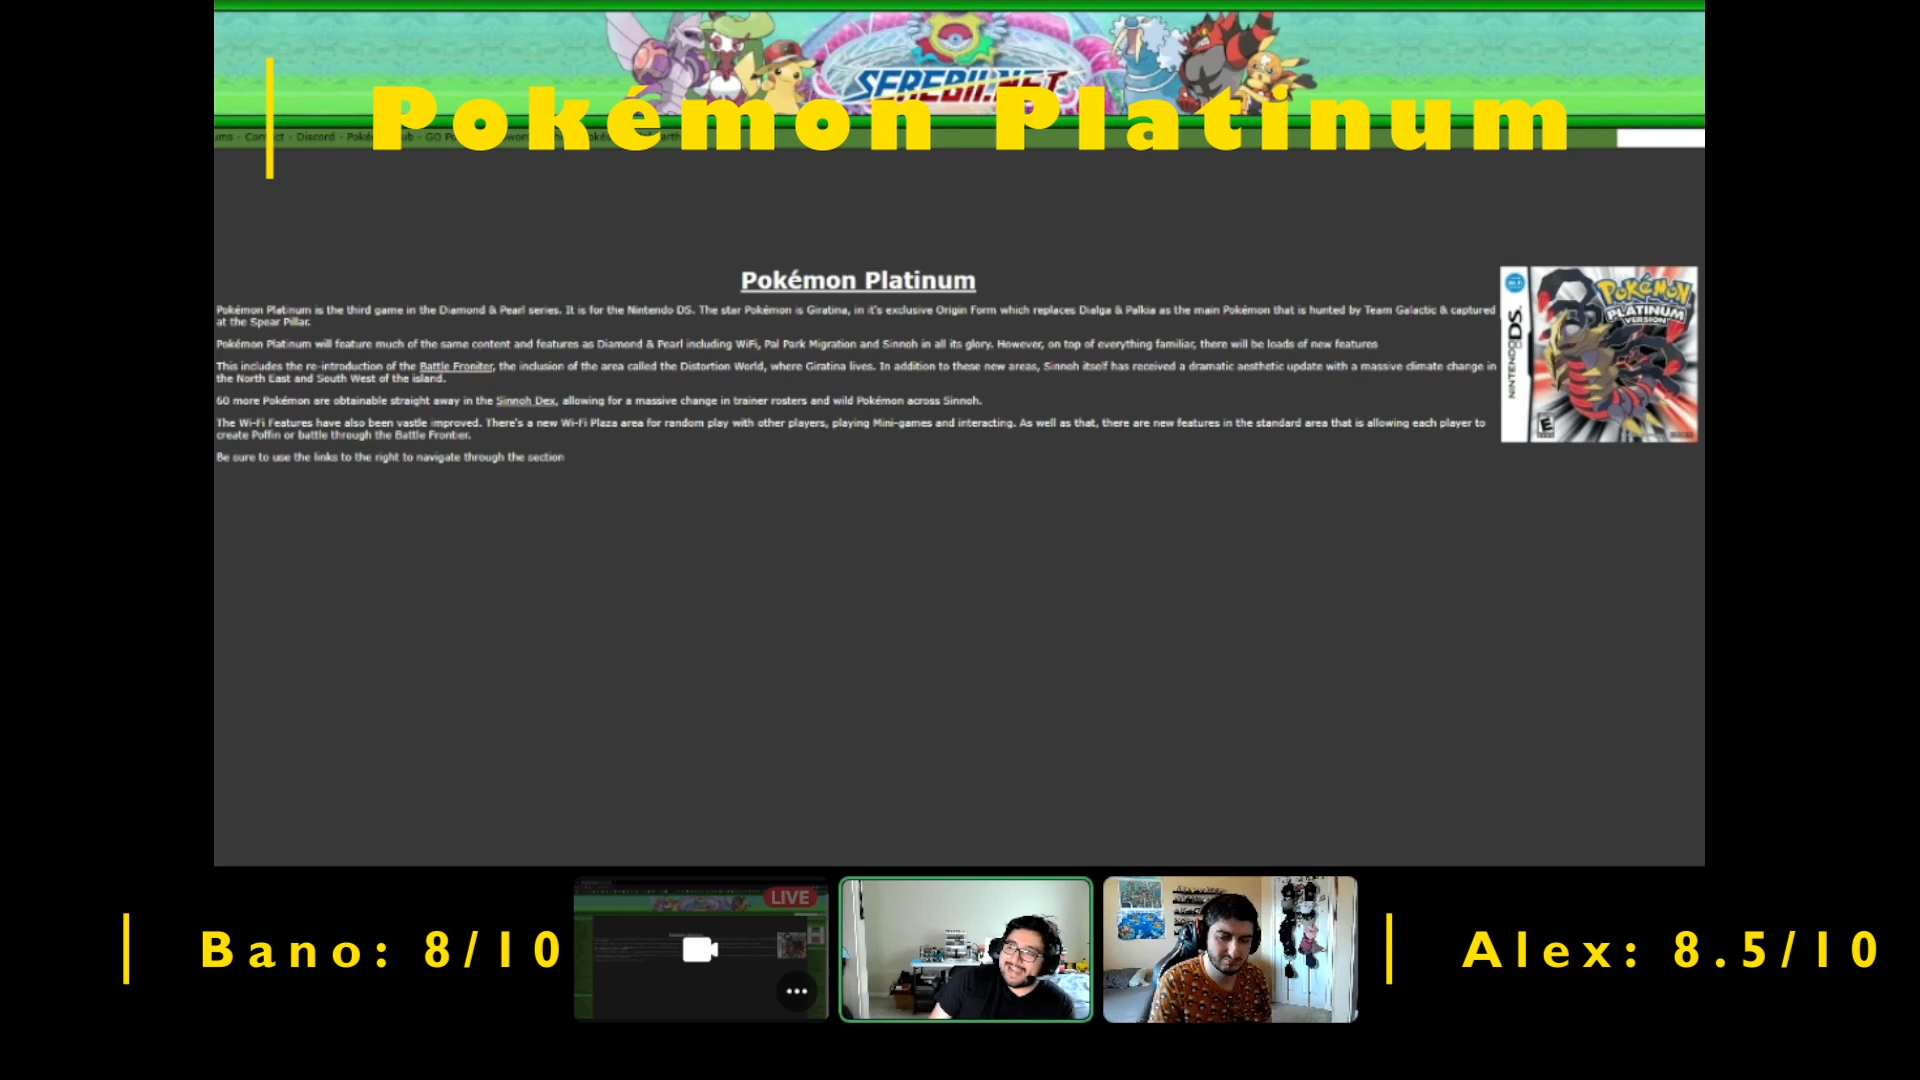 SEREBII.NET
Pokémon Platinum
Contact - Discord -
Pokémon Platinum
Pokémon Platinum is the third game in the Diamond & Pearl series. It is for the Nintendo DS. The star Pokémon is Giratina, in it's exclusive Origin Form which replaces Dialga & Palkia as the main Pokémon that is hunted by Team Galactic & captured
at the Spear Pillar.
Pokémon Platinum will feature much of the same content and features as Diamond & Pearl including WiFi, Pal Park Migration and Sinnoh in all its glory. However, on top of everything familiar, there will be loads of new features
This includes the re-introduction of the Battle Froniter, the inclusion of the area called the Distortion World, where Giratina lives. In addition to these new areas, Sinnoh itself has received a dramatic aesthetic update with a massive climate change in
the North East and South West of the island.
60 more Pokémon are obtainable straight away in the Sinnoh Dex, allowing for a massive change in trainer rosters and wild Pokémon across Sinnoh.
The Wi-Fi Features have also been vastle improved. There's a new Wi-Fi Plaza area for random play with other players, playing Mini-games and interacting. As well as that, there are new features in the standard area that is allowing each player to
create Poffin or battle through the Battle Frontier.
Be sure to use the links to the right to navigate through the section
NINTENDO DS
POKéMON
PLATINUM
VERSION
E
LIVE
Bano: 8/10
Alex: 8.5/10